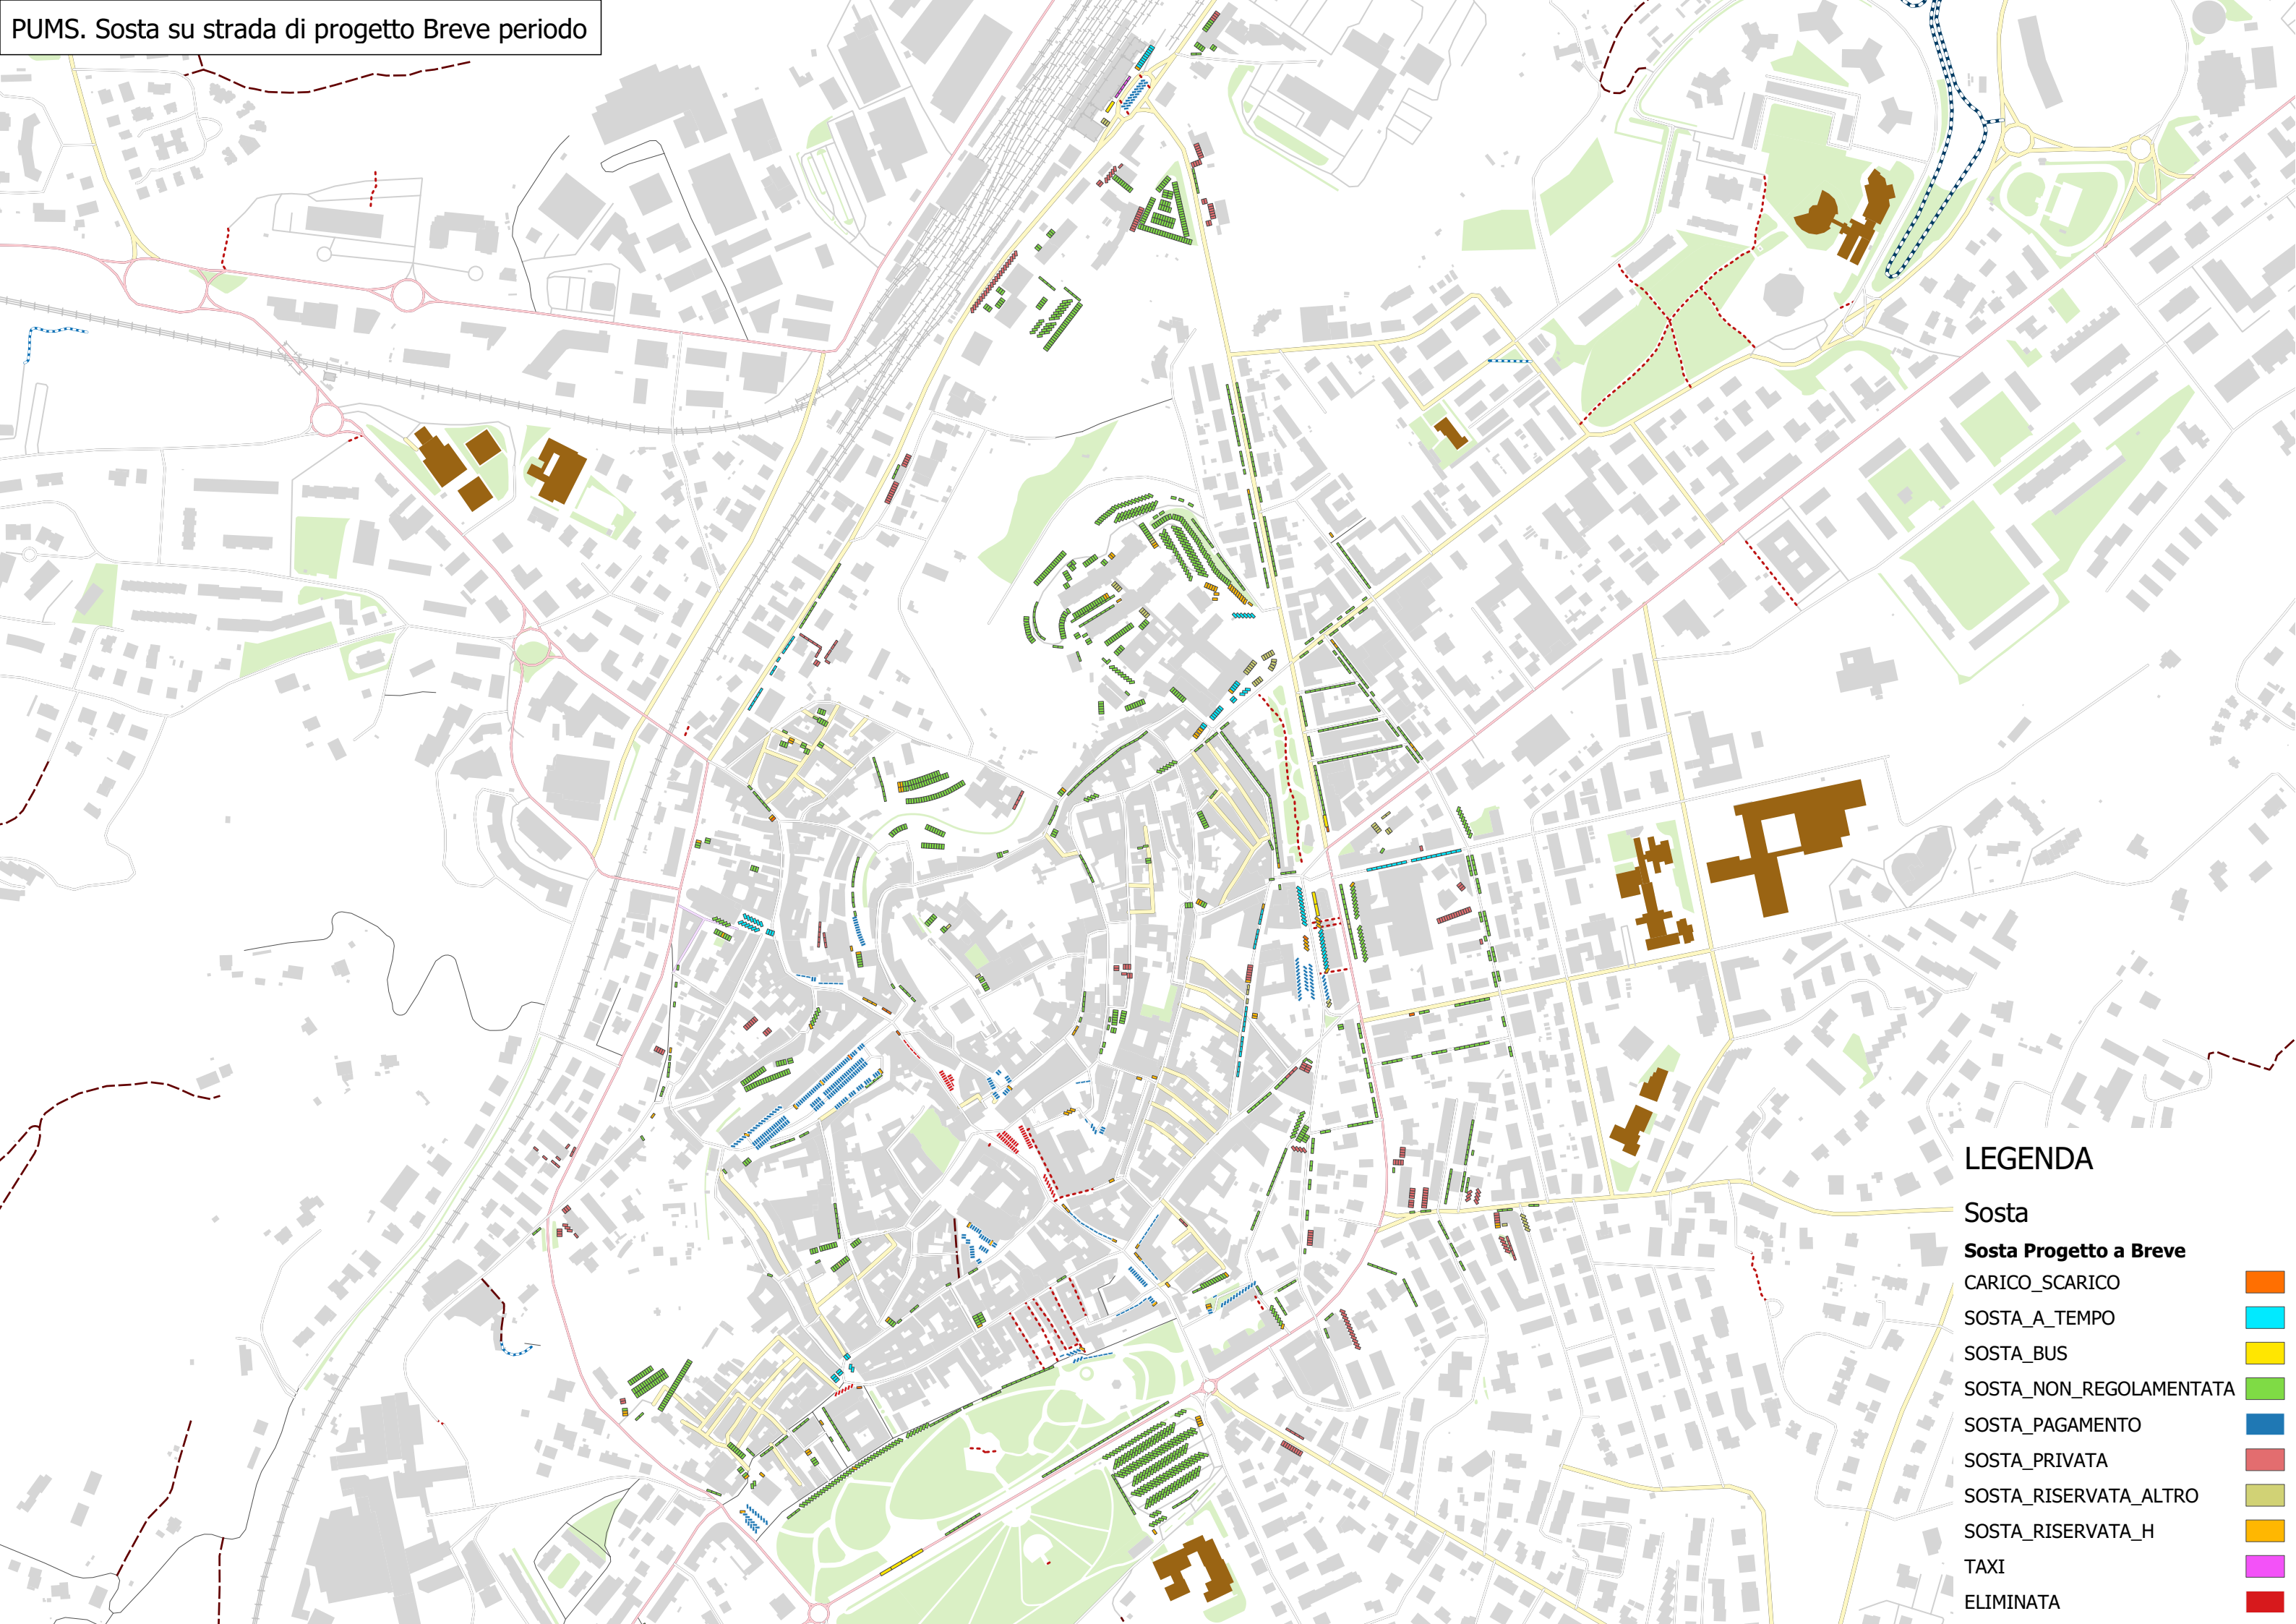 PUMS. Sosta su strada di progetto Breve periodo
LEGENDA
Sosta
Sosta Progetto a Breve
CARICO_SCARICO
SOSTA_A_TEMPO
SOSTA_BUS
SOSTA_NON_REGOLAMENTATA
SOSTA_PAGAMENTO
SOSTA_PRIVATA
SOSTA_RISERVATA_ALTRO
SOSTA_RISERVATA_H
TAXI
ELIMINATA